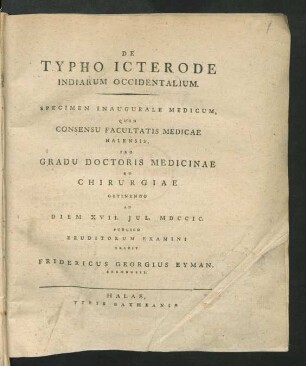 DE
TYPHO ICTERODE
INDIARUM OCCIDENTALIUM.
SPECIMEN INAUGURALE MEDICUM,
QUOD
CONSENSU FACULTATIS MEDICAE
HALENSIS,
PRO
GRADU DOCTORIS MEDICINAE
ET
CHIRURGIAE
OBTINENDO
AD
DIEM XVII. JUL. MDCCIC.
PUBLICO
ERUDITORUM EXAMINI
FRIDERICUS GEORGIUS EYMAN.
HALAE,
TYPIS BATHEANIS